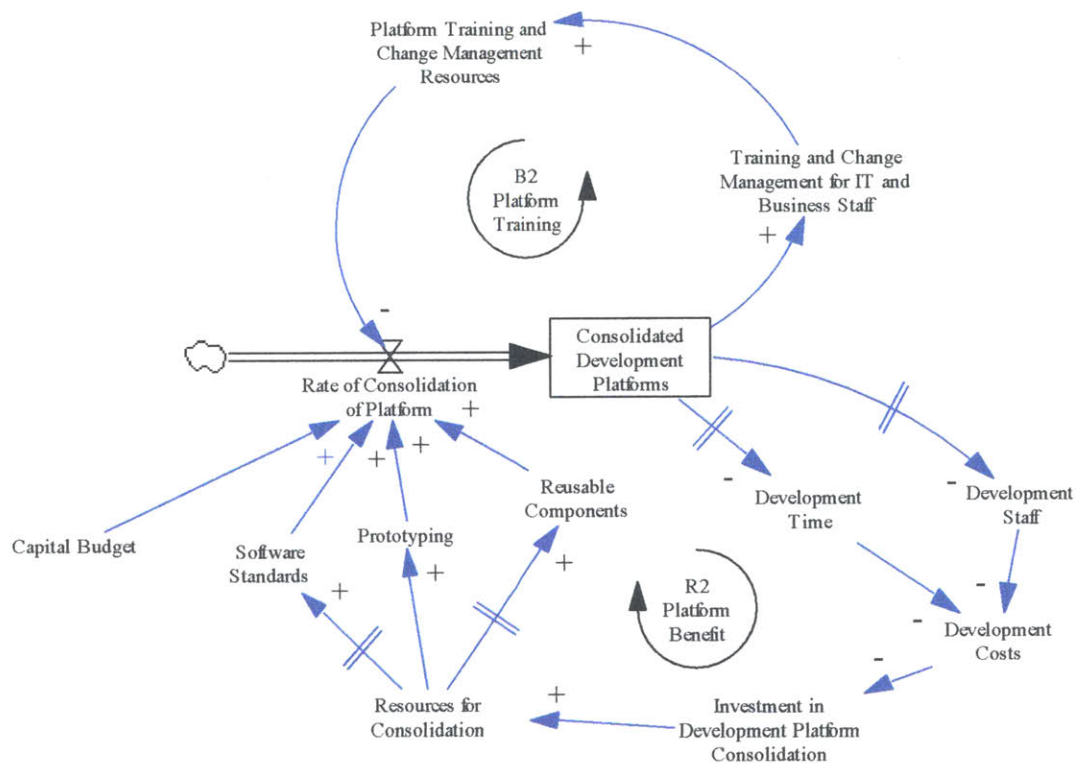 Platform Training and
Change Management
Resources
+
B2
Platform
Training
Training and Change
Management for IT and
Business Staff
+
-
Consolidated
Development
Platforms
Rate of Consolidation
of Platform
+
+
+
+
-
-
Reusable
Components
Development
Time
Development
Staff
Capital Budget
Software
Standards
Prototyping
+
+
+
R2
Platform
Benefit
-
-
Development
Costs
-
Resources for
Consolidation
+
Investment in
Development Platform
Consolidation